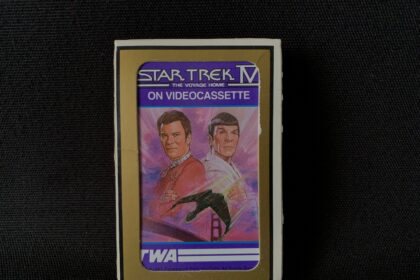 STAR TREK IV
THE VOYAGE HOME
ON VIDEOCASSETTE
TWA